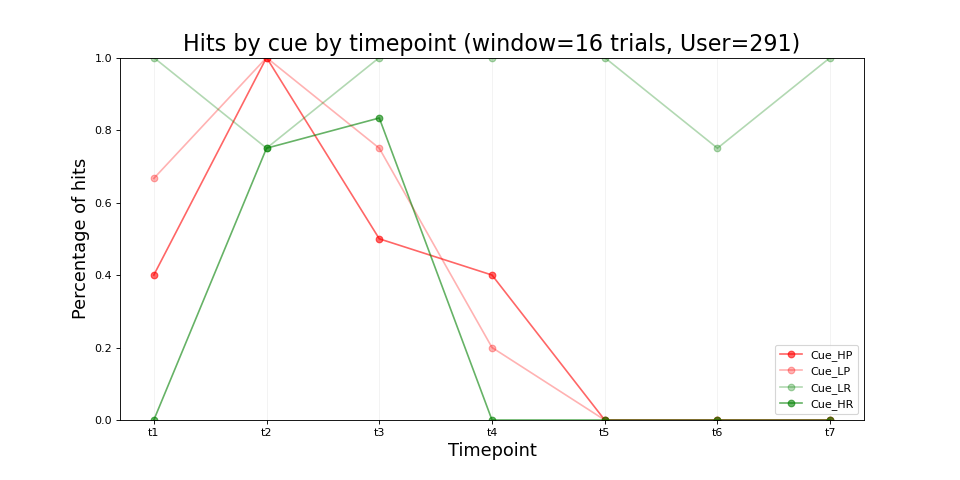 Hits by cue by timepoint (window=16 trials, User=291)
Percentage of hits
1.0
0.8
0.6
0.4
0.2
0.0
Cue_HP
Cue_LP
Cue_LR
Cue_HR
t1 t2 t3 t4 t5 t6 t7
Timepoint